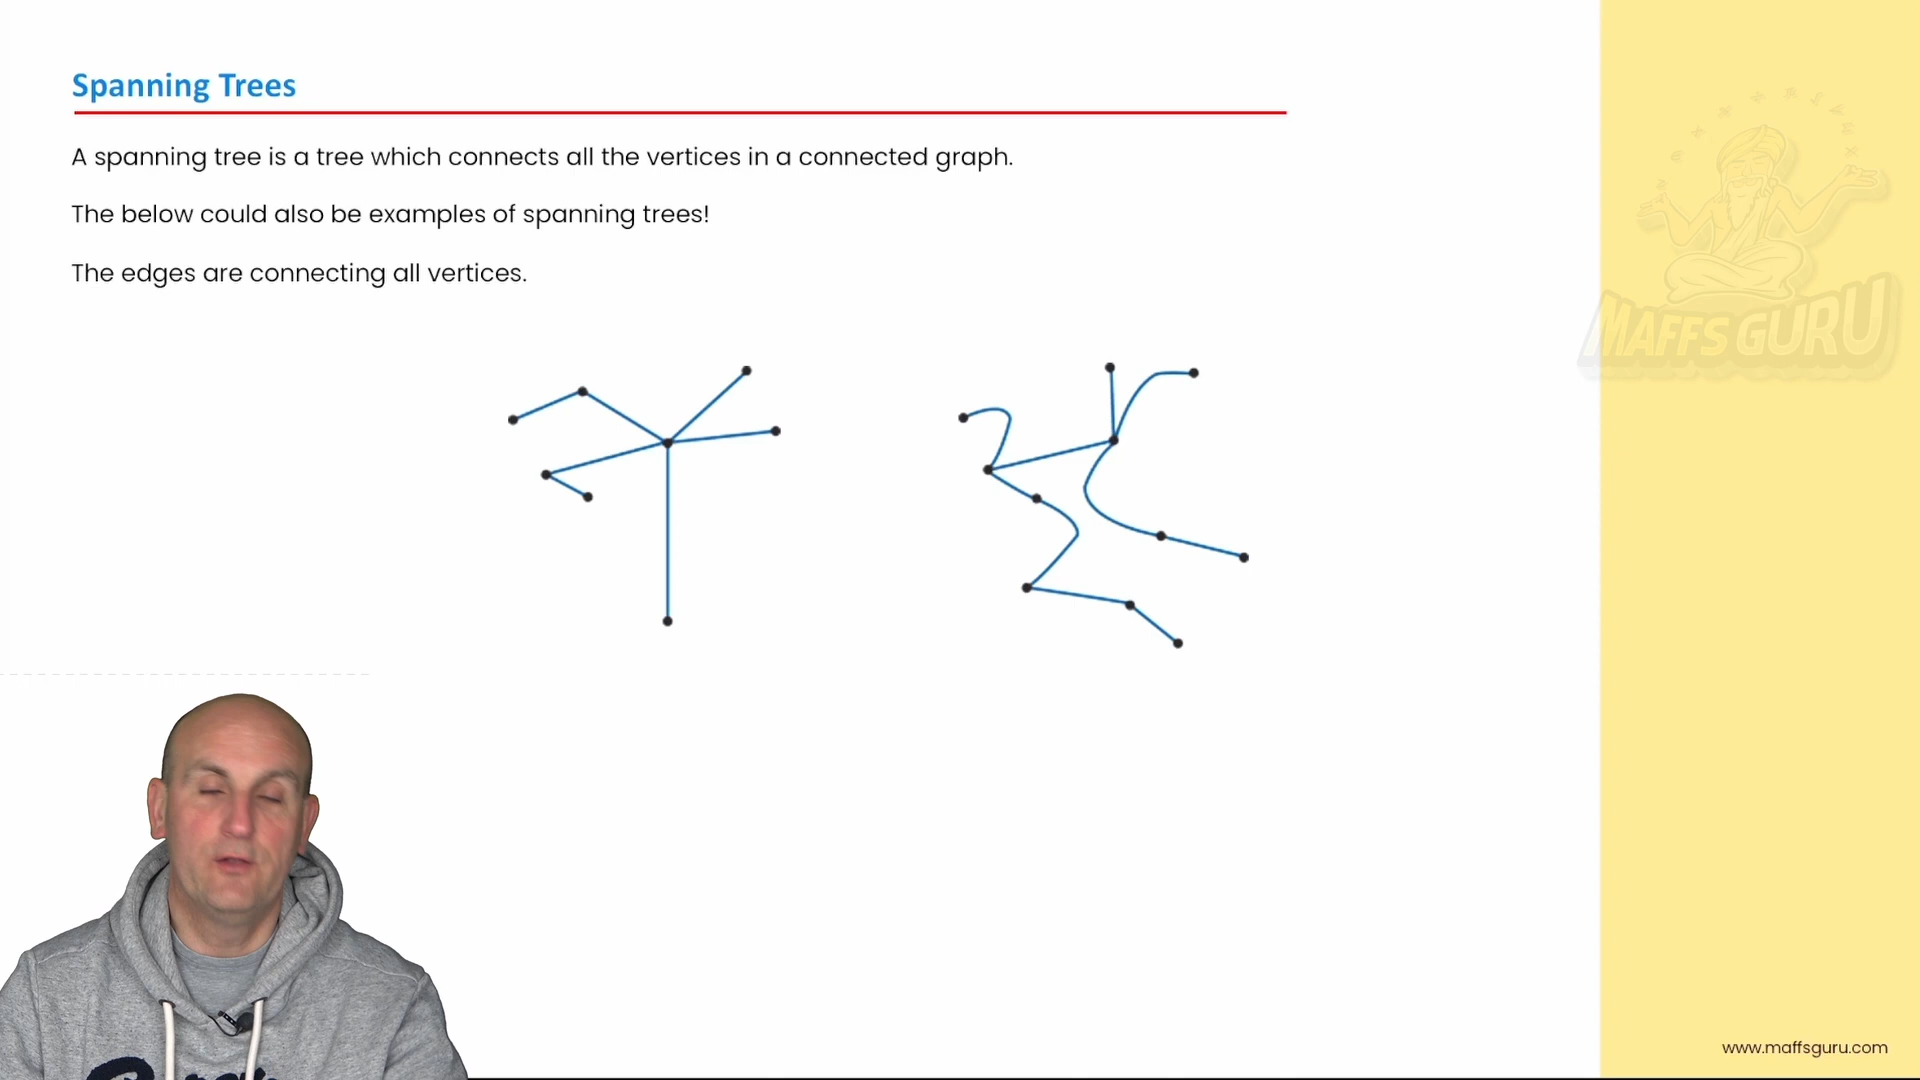 Spanning Trees
A spanning tree is a tree which connects all the vertices in a connected graph.
The below could also be examples of spanning trees!
The edges are connecting all vertices.
MAFFS GURU
www.maffsguru.com